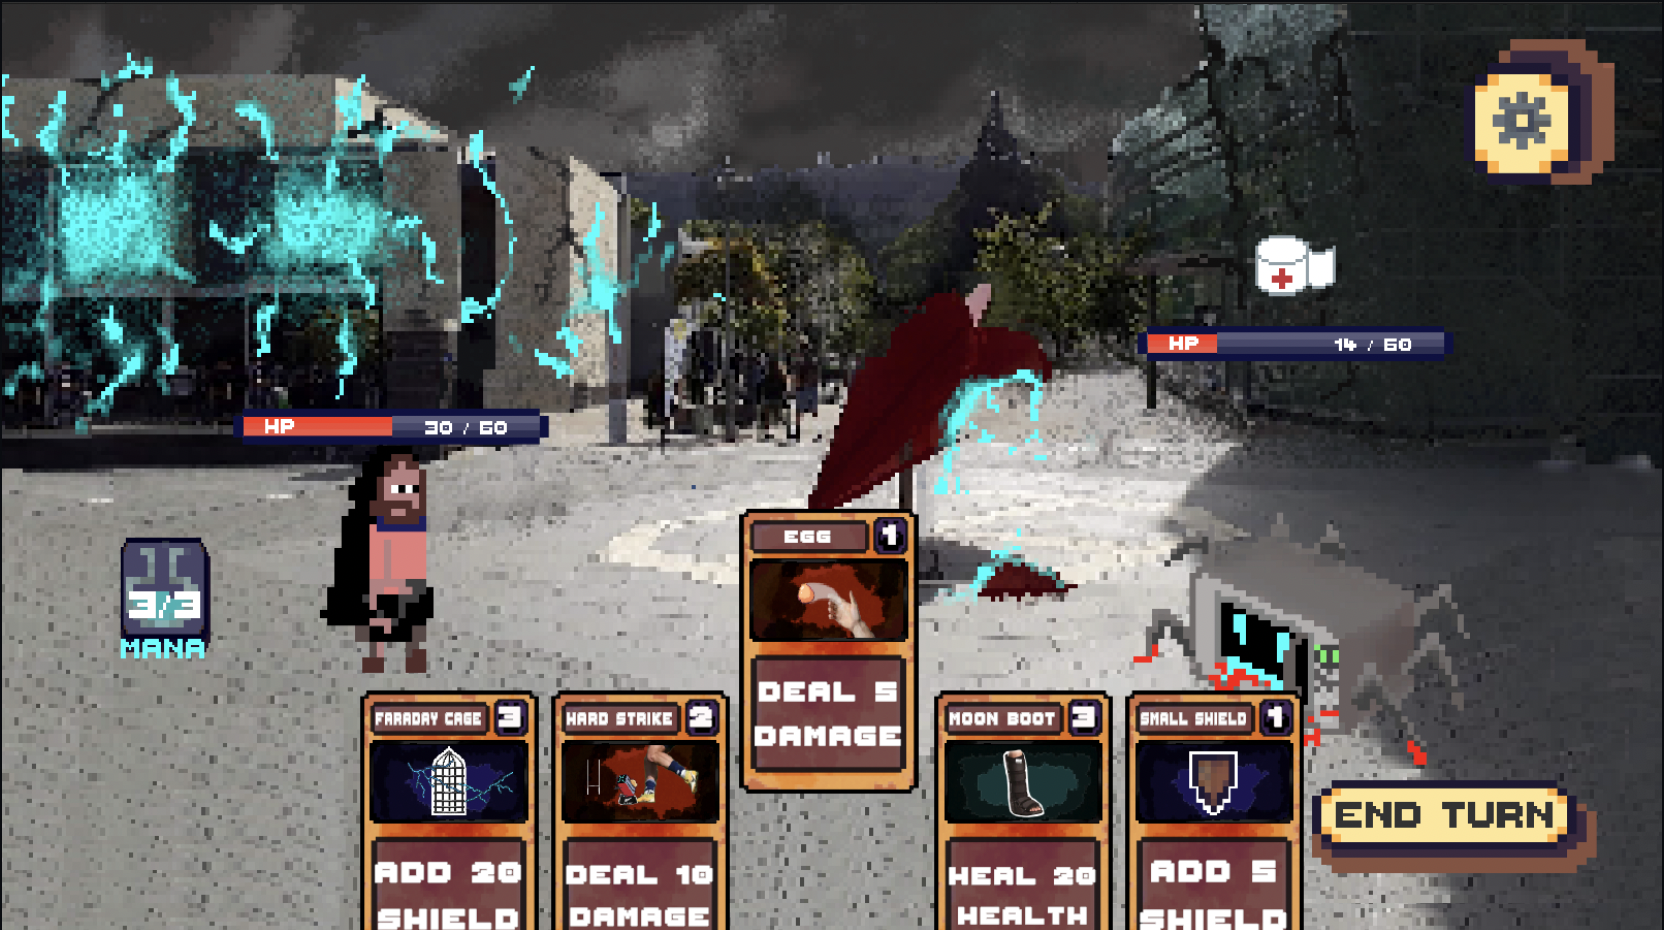 HP 14 / 60
HP 30 / 60
3/3
MANA
EGG 1
DEAL 5
DAMAGE
FARADAY CAGE 3
ADD 20
SHIELD
HARD STRIKE 2
DEAL 10
DAMAGE
MOON BOOT 3
HEAL 20
HEALTH
SMALL SHIELD 1
ADD 5
SHIELD
END TURN